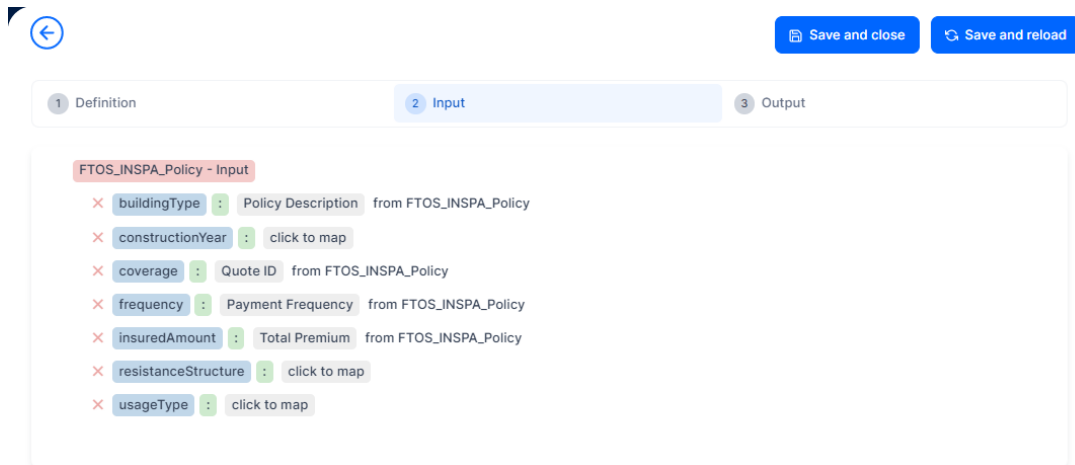 Save and close Save and reload
1 Definition 2 Input 3 Output
FTOS_INSPA_Policy - Input
buildingType : Policy Description from FTOS_INSPA_Policy
constructionYear : click to map
coverage : Quote ID from FTOS_INSPA_Policy
frequency : Payment Frequency from FTOS_INSPA_Policy
insuredAmount : Total Premium from FTOS_INSPA_Policy
resistanceStructure : click to map
usageType : click to map